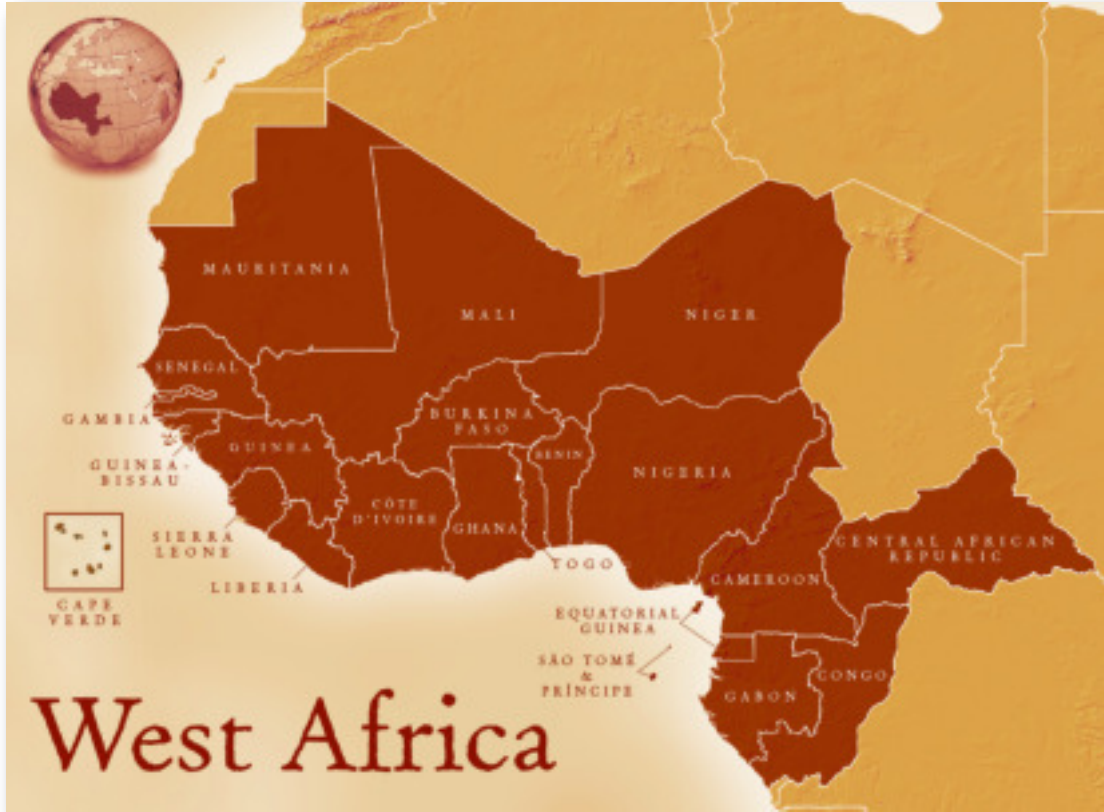 MAURITANIA
MALI
NIGER
SENEGAL
GAMBIA
BURKINA
FASO
GUINEA
BENIN
GUINEA-
BISSAU
NIGERIA
CÔTE
D'IVOIRE
GHANA
SIERRA
LEONE
CENTRAL AFRICAN
REPUBLIC
TOGO
LIBERIA
CAMEROON
CAPE
VERDE
EQUATORIAL
GUINEA
SÃO TOMÉ
&
PRÍNCIPE
CONGO
GABON
West Africa